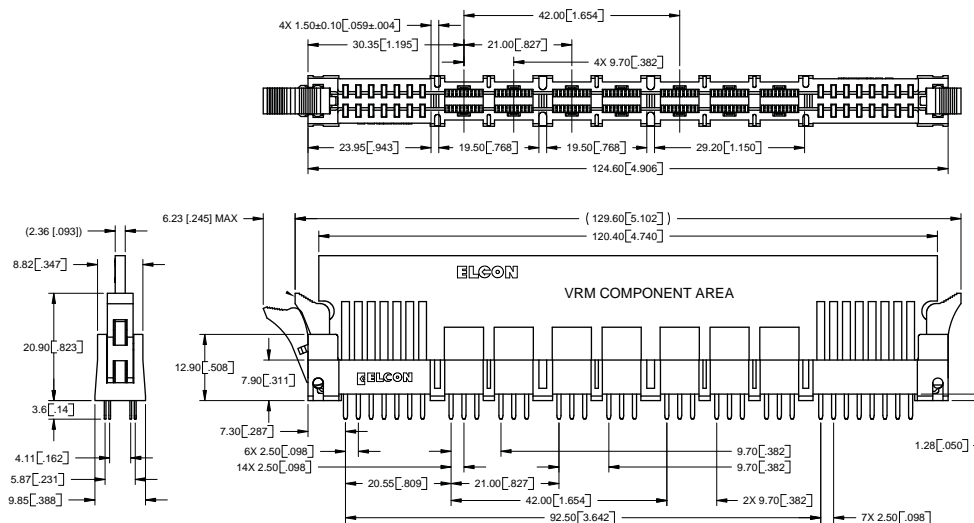 42.00[1.654]
4X 1.50±0.10[.059±.004]
30.35[1.195]
21.00[.827]
4X 9.70[.382]
23.95[.943]
19.50[.768]
19.50[.768]
29.20[1.150]
124.60[4.906]
6.23 [.245] MAX
(129.60[5.102])
(2.36 [.093])
120.40[4.740]
8.82[.347]
ELCON
VRM COMPONENT AREA
20.90[.823]
12.90[.508]
7.90[.311]
ELCON
3.6[.14]
7.30[.287]
1.28[.050]
4.11[.162]
6X 2.50[.098]
9.70[.382]
14X 2.50[.098]
9.70[.382]
5.87[.231]
20.55[.809]
21.00[.827]
9.85[.388]
42.00[1.654]
2X 9.70[.382]
92.50[3.642]
7X 2.50[.098]